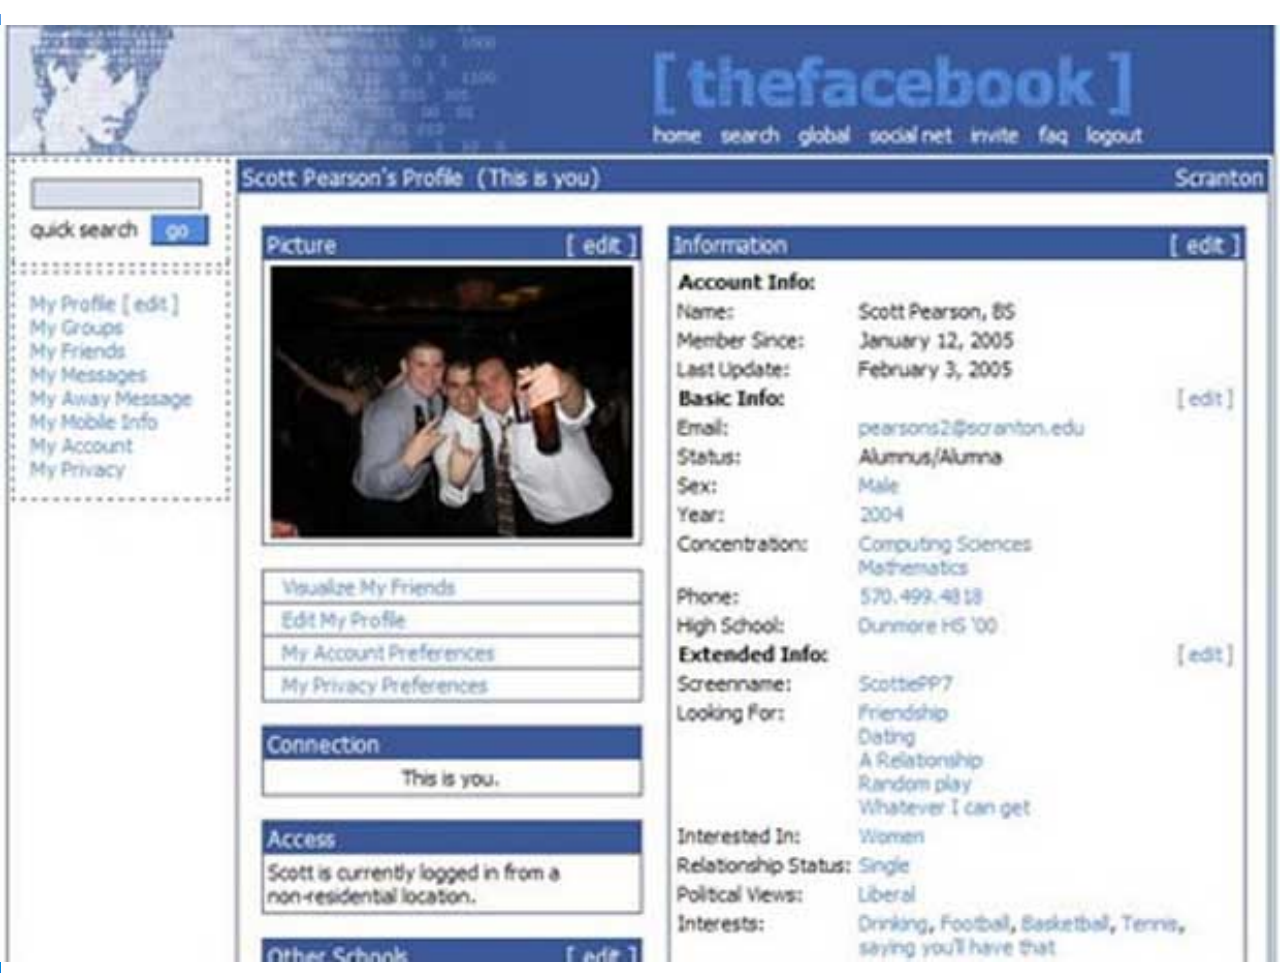 [ thefacebook ]
home search global social net invite faq logout
quick search go
My Profile [ edit ]
My Groups
My Friends
My Messages
My Away Message
My Mobile Info
My Account
My Privacy
Scott Pearson's Profile (This is you) Scranton
Picture [ edit ]
Visualize My Friends
Edit My Profile
My Account Preferences
My Privacy Preferences
Connection
This is you.
Access
Scott is currently logged in from a
non-residential location.
Other Schools [ edit ]
Information [ edit ]
Account Info:
Name: Scott Pearson, BS
Member Since: January 12, 2005
Last Update: February 3, 2005
Basic Info: [ edit ]
Email: pearsons2@scranton.edu
Status: Alumnus/Alumna
Sex: Male
Year: 2004
Concentration: Computing Sciences
Mathematics
Phone: 570.499.4818
High School: Dunmore HS '00
Extended Info: [ edit ]
Screenname: ScottiePP7
Looking For: Friendship
Dating
A Relationship
Random play
Whatever I can get
Interested In: Women
Relationship Status: Single
Political Views: Liberal
Interests: Drinking, Football, Basketball, Tennis,
saying you'll have that